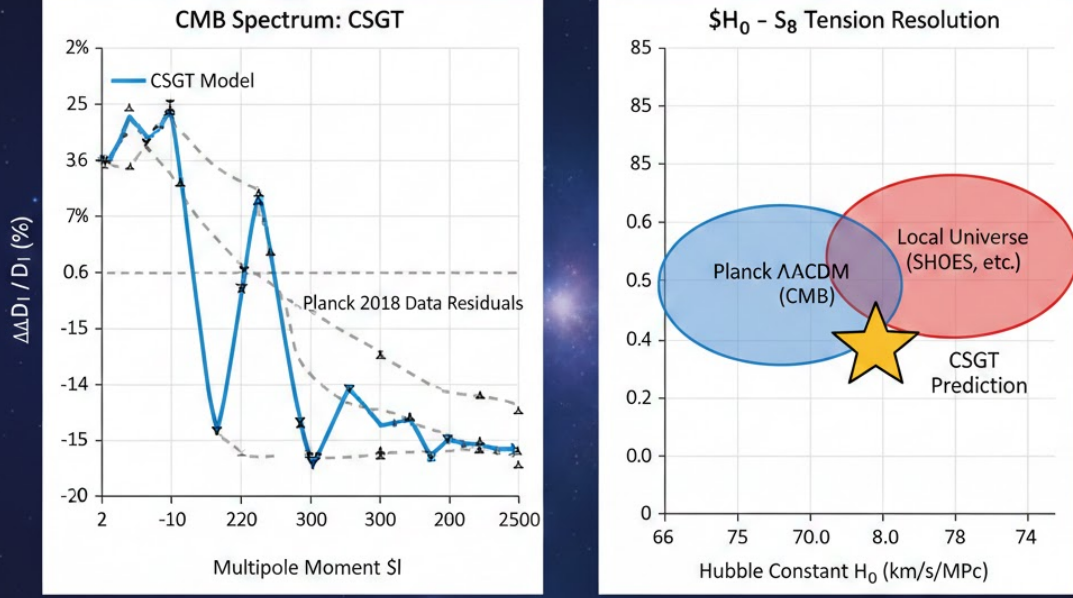 CMB Spectrum: CSGT
CSGT Model
2%
25
36
7%
0.6
-15
-14
-15
-20
ΔΔDₗ / Dₗ (%)
Planck 2018 Data Residuals
2
-10
220
300
300
200
2500
Multipole Moment $l
$H₀ – S₈ Tension Resolution
85
85
85
0.6
0.5
0.4
0.2
0.0
0
Planck ΛACDM
(CMB)
Local Universe
(SHOES, etc.)
CSGT
Prediction
66
75
70.0
8.0
78
74
Hubble Constant H₀ (km/s/MPc)